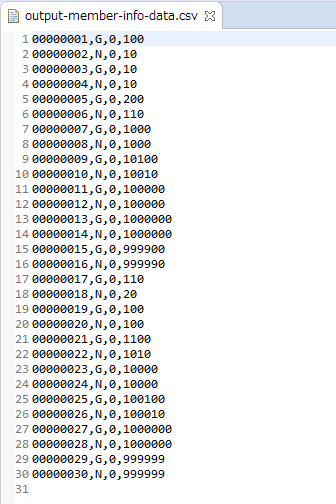 output-member-info-data.csv
1 00000001,G,0,100
2 00000002,N,0,10
3 00000003,G,0,10
4 00000004,N,0,10
5 00000005,G,0,200
6 00000006,N,0,110
7 00000007,G,0,1000
8 00000008,N,0,1000
9 00000009,G,0,10100
10 00000010,N,0,10010
11 00000011,G,0,100000
12 00000012,N,0,100000
13 00000013,G,0,1000000
14 00000014,N,0,1000000
15 00000015,G,0,999900
16 00000016,N,0,999990
17 00000017,G,0,110
18 00000018,N,0,20
19 00000019,G,0,100
20 00000020,N,0,100
21 00000021,G,0,1100
22 00000022,N,0,1010
23 00000023,G,0,10000
24 00000024,N,0,10000
25 00000025,G,0,100100
26 00000026,N,0,100010
27 00000027,G,0,1000000
28 00000028,N,0,1000000
29 00000029,G,0,999999
30 00000030,N,0,999999
31